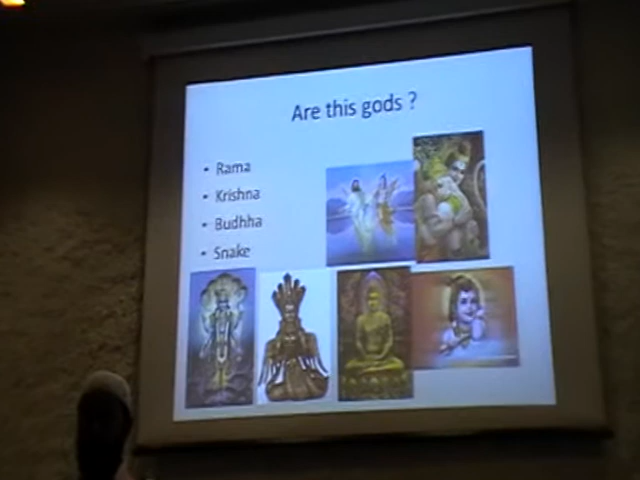 Are this gods ?
• Rama
• Krishna
• Budhha
• Snake